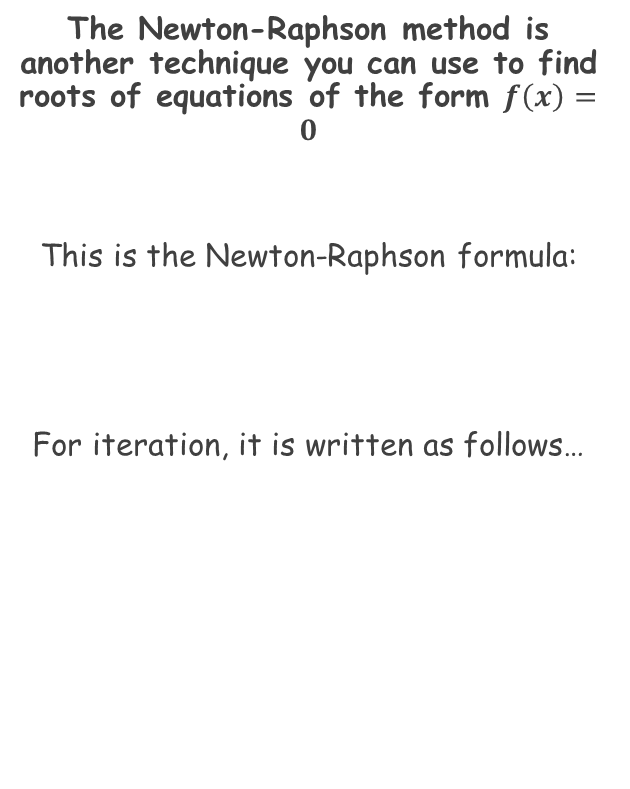 The Newton-Raphson method is
another technique you can use to find
roots of equations of the form f(x) =
0
This is the Newton-Raphson formula:
For iteration, it is written as follows…